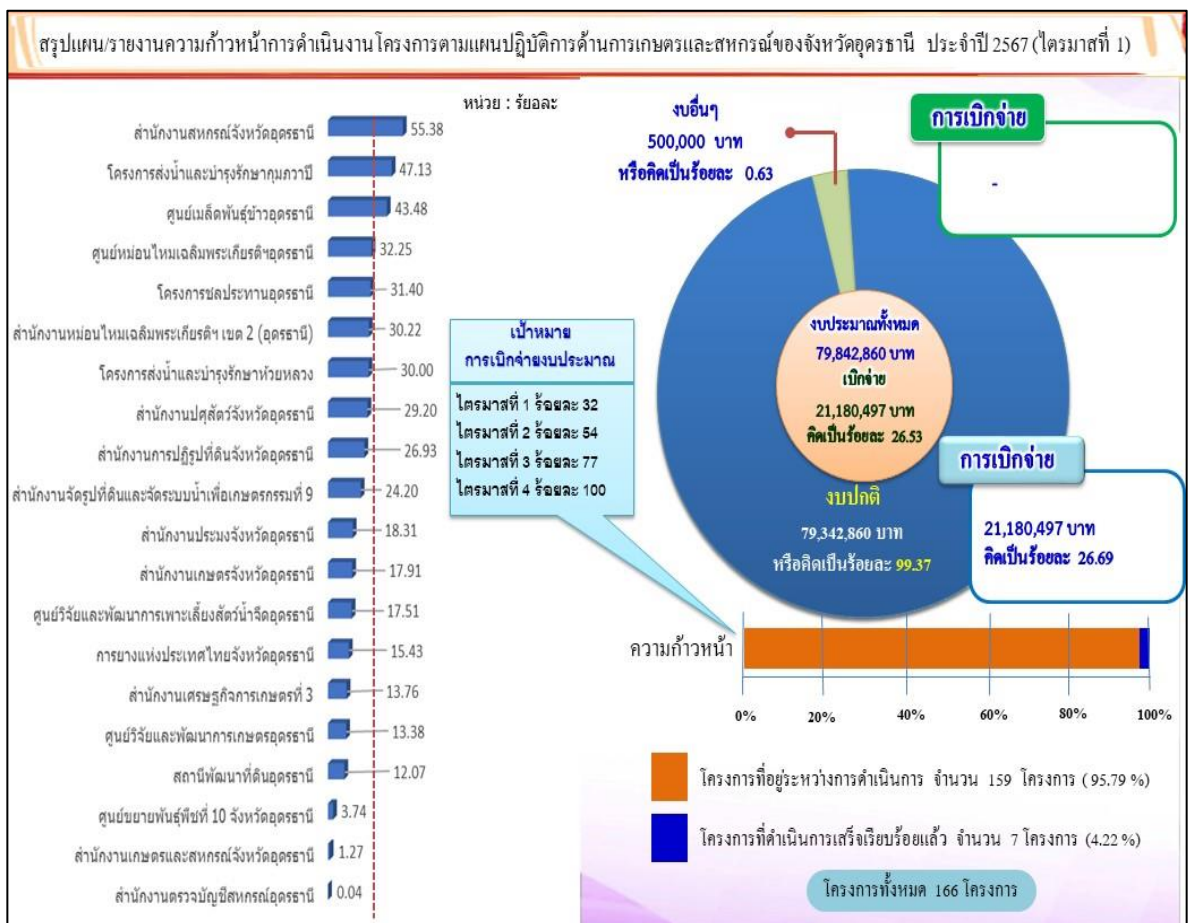 สรุปแผน/รายงานความก้าวหน้าการดำเนินงานโครงการตามแผนปฏิบัติการด้านการเกษตรและสหกรณ์ของจังหวัดอุดรธานี ประจำปี 2567 (ไตรมาสที่ 1)
หน่วย : ร้อยละ
สำนักงานสหกรณ์จังหวัดอุดรธานี 55.38
โครงการส่งน้ำและบำรุงรักษากุมภวาปี 47.13
ศูนย์เมล็ดพันธุ์ข้าวอุดรธานี 43.48
ศูนย์หม่อนไหมเฉลิมพระเกียรติฯอุดรธานี 32.25
โครงการชลประทานอุดรธานี 31.40
สำนักงานหม่อนไหมเฉลิมพระเกียรติฯ เขต 2 (อุดรธานี) 30.22
โครงการส่งน้ำและบำรุงรักษาห้วยหลวง 30.00
สำนักงานปศุสัตว์จังหวัดอุดรธานี 29.20
สำนักงานการปฏิรูปที่ดินจังหวัดอุดรธานี 26.93
สำนักงานจัดรูปที่ดินและจัดระบบน้ำเพื่อเกษตรกรรมที่ 9 24.20
สำนักงานประมงจังหวัดอุดรธานี 18.31
สำนักงานเกษตรจังหวัดอุดรธานี 17.91
ศูนย์วิจัยและพัฒนาการเพาะเลี้ยงสัตว์น้ำจืดอุดรธานี 17.51
การยางแห่งประเทศไทยจังหวัดอุดรธานี 15.43
สำนักงานเศรษฐกิจการเกษตรที่ 3 13.76
ศูนย์วิจัยและพัฒนาการเกษตรอุดรธานี 13.38
สถานีพัฒนาที่ดินอุดรธานี 12.07
ศูนย์ขยายพันธุ์พืชที่ 10 จังหวัดอุดรธานี 3.74
สำนักงานเกษตรและสหกรณ์จังหวัดอุดรธานี 1.27
สำนักงานตรวจบัญชีสหกรณ์อุดรธานี 0.04
เป้าหมาย
การเบิกจ่ายงบประมาณ
ไตรมาสที่ 1 ร้อยละ 32
ไตรมาสที่ 2 ร้อยละ 54
ไตรมาสที่ 3 ร้อยละ 77
ไตรมาสที่ 4 ร้อยละ 100
งบอื่นๆ
500,000 บาท
หรือคิดเป็นร้อยละ 0.63
การเบิกจ่าย
-
งบประมาณทั้งหมด
79,842,860 บาท
เบิกจ่าย
21,180,497 บาท
คิดเป็นร้อยละ 26.53
งบปกติ
79,342,860 บาท
หรือคิดเป็นร้อยละ 99.37
การเบิกจ่าย
21,180,497 บาท
คิดเป็นร้อยละ 26.69
ความก้าวหน้า
0% 20% 40% 60% 80% 100%
โครงการที่อยู่ระหว่างการดำเนินการ จำนวน 159 โครงการ (95.79 %)
โครงการที่ดำเนินการเสร็จเรียบร้อยแล้ว จำนวน 7 โครงการ (4.22 %)
โครงการทั้งหมด 166 โครงการ